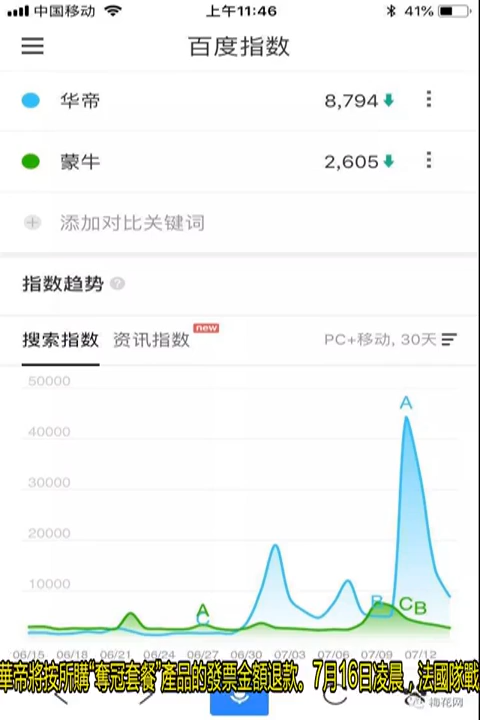 中国移动 上午11:46 41%
百度指数
华帝 8,794
蒙牛 2,605
添加对比关键词
指数趋势 ?
搜索指数 资讯指数 new PC+移动, 30天
50000
A
40000
30000
20000
10000
A C B C B
06/15 06/18 06/21 06/24 06/27 06/30 07/03 07/06 07/09 07/12
華帝將按所購“奪冠套餐”產品的發票金額退款。7月16日凌晨，法國隊戰
梅花网